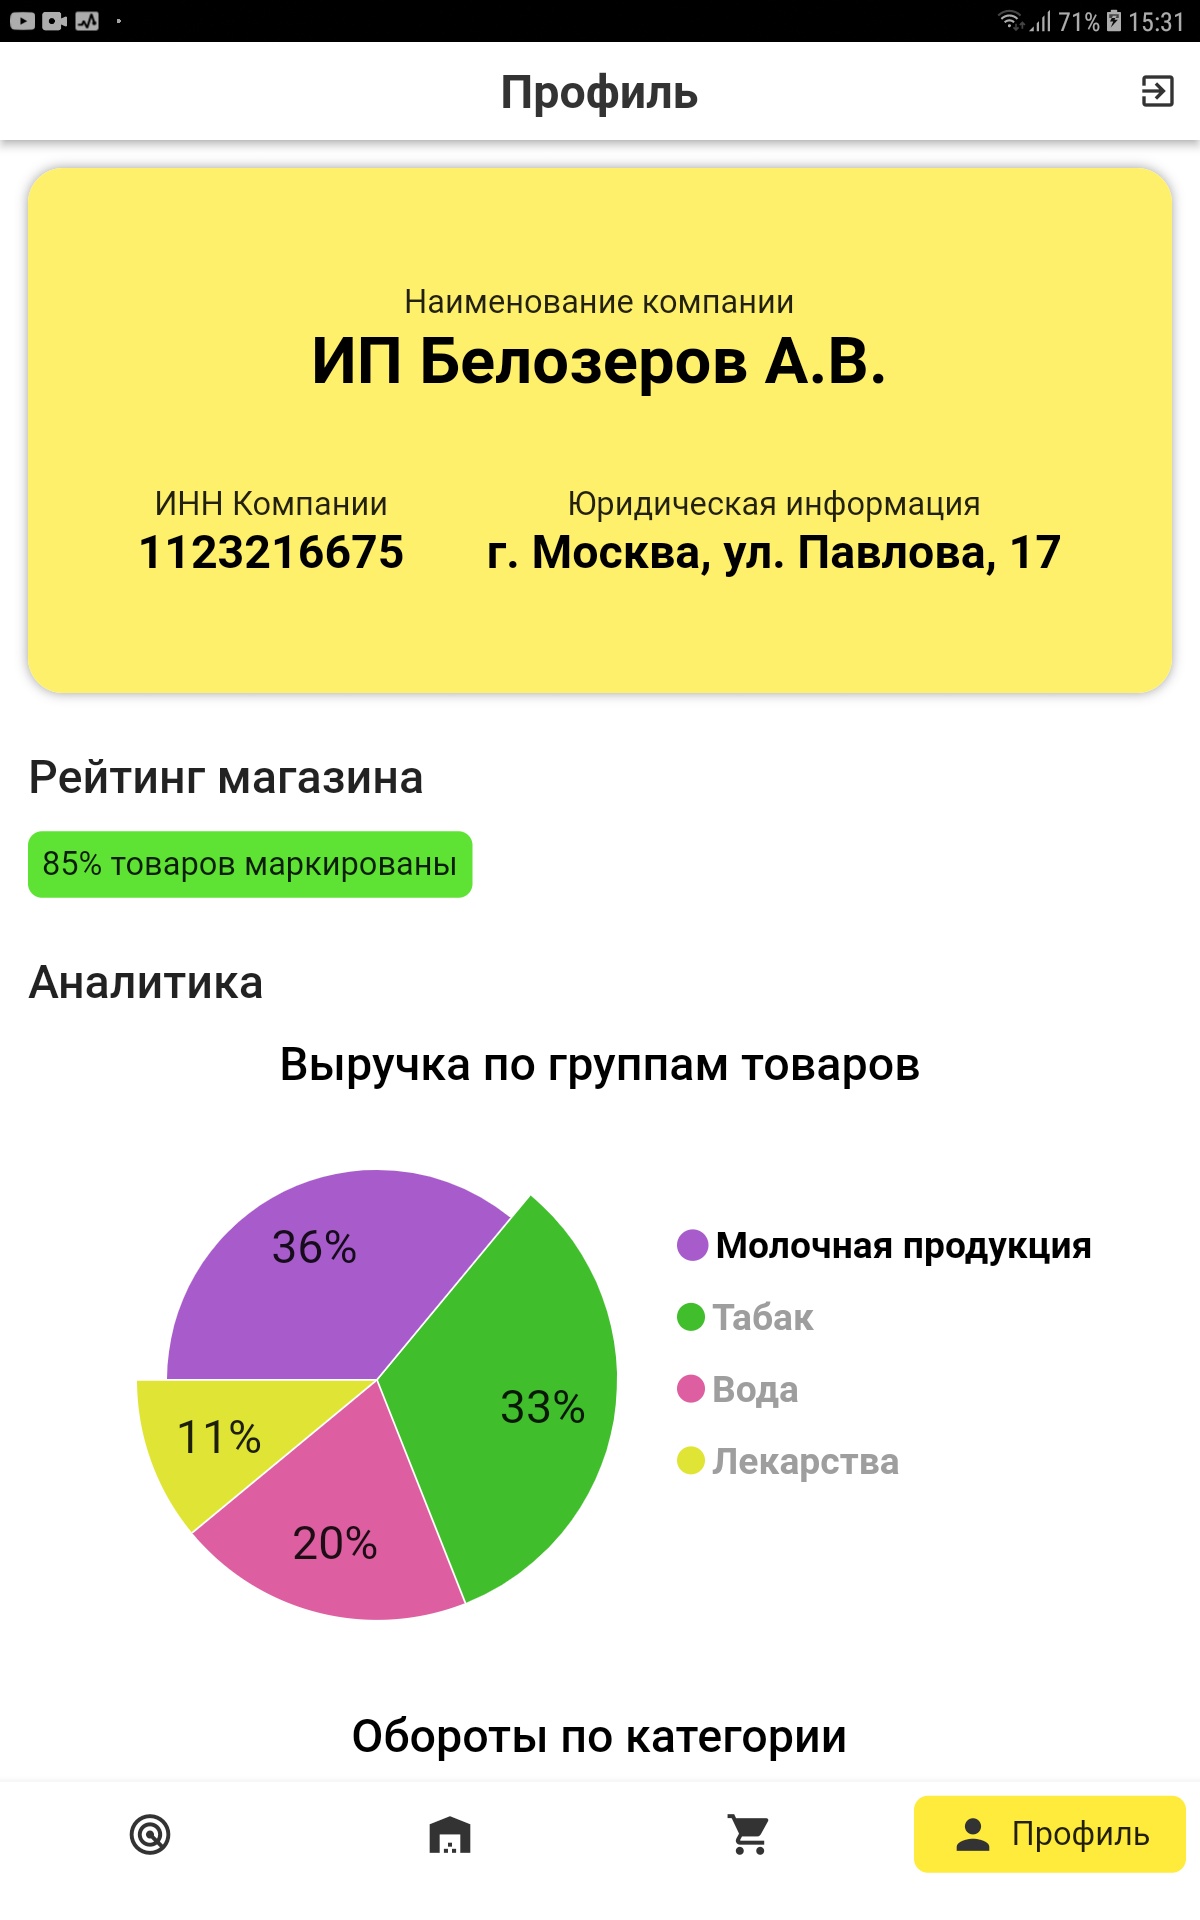 71% 15:31
Профиль
Наименование компании
ИП Белозеров А.В.
ИНН Компании
1123216675
Юридическая информация
г. Москва, ул. Павлова, 17
Рейтинг магазина
85% товаров маркированы
Аналитика
Выручка по группам товаров
36%
33%
11%
20%
Молочная продукция
Табак
Вода
Лекарства
Обороты по категории
Профиль